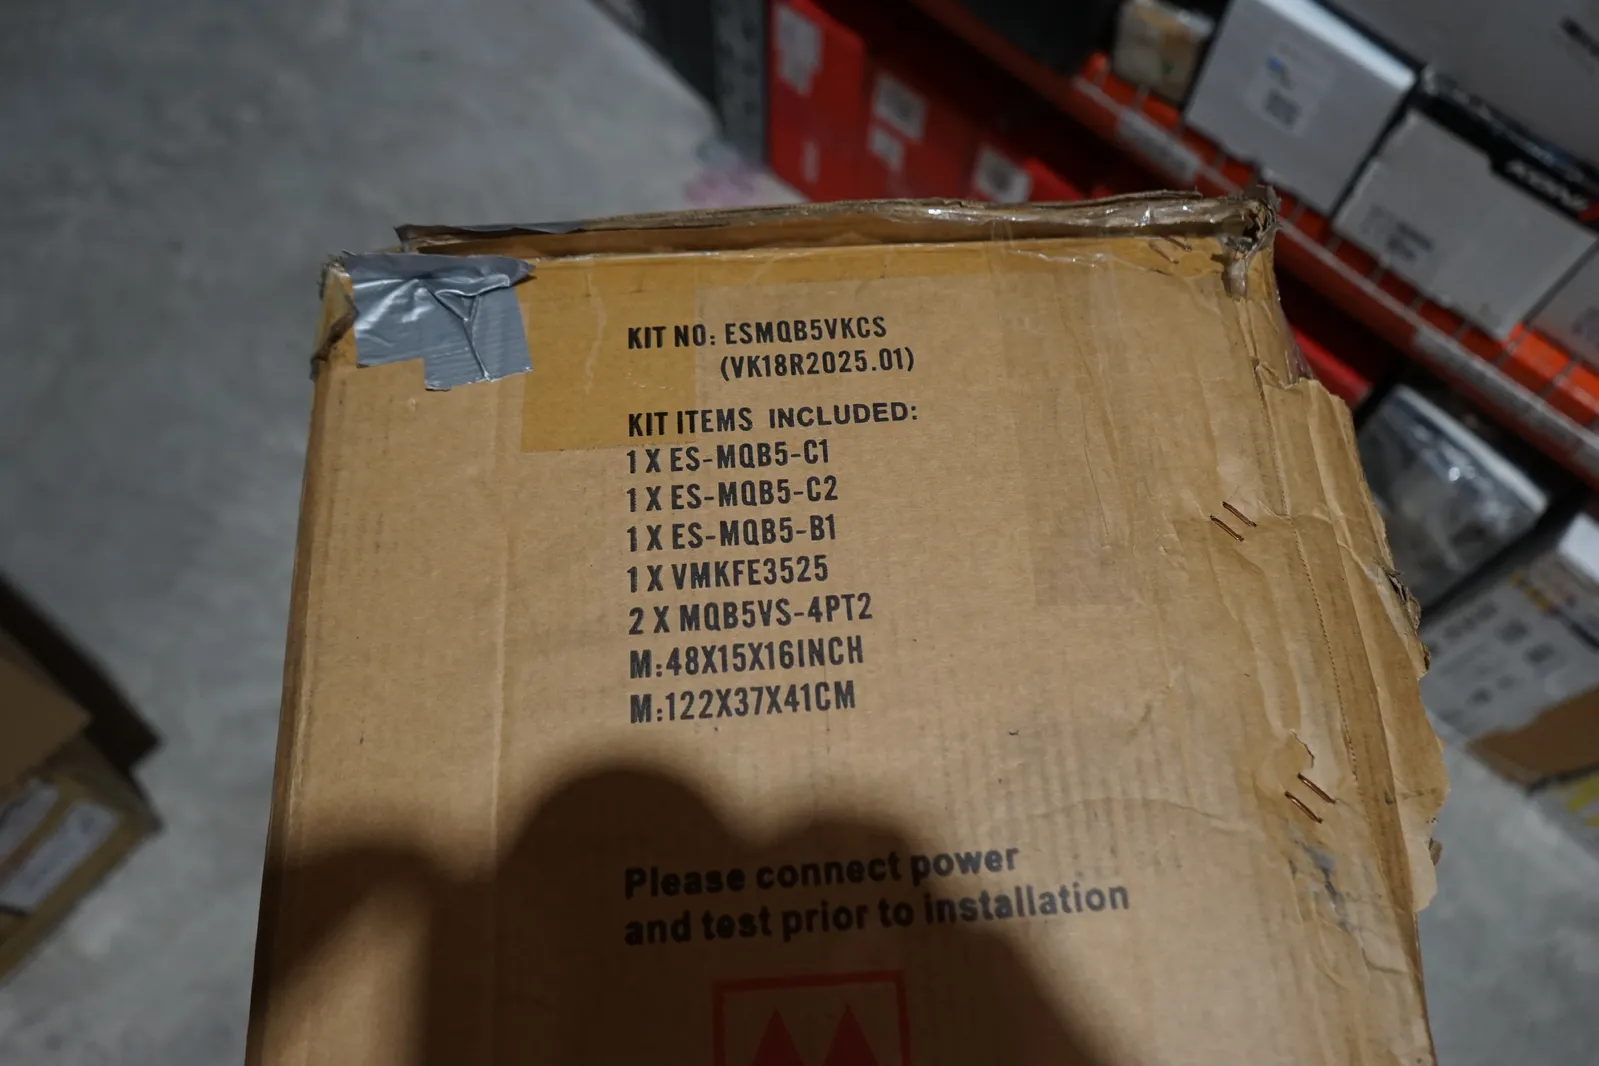 KIT NO: ESMQB5VKCS
(VK18R2025.01)
KIT ITEMS INCLUDED:
1 X ES-MQB5-C1
1 X ES-MQB5-C2
1 X ES-MQB5-B1
1 X VMKFE3525
2 X MQB5VS-4PT2
M:48X15X16INCH
M:122X37X41CM
Please connect power
and test prior to installation